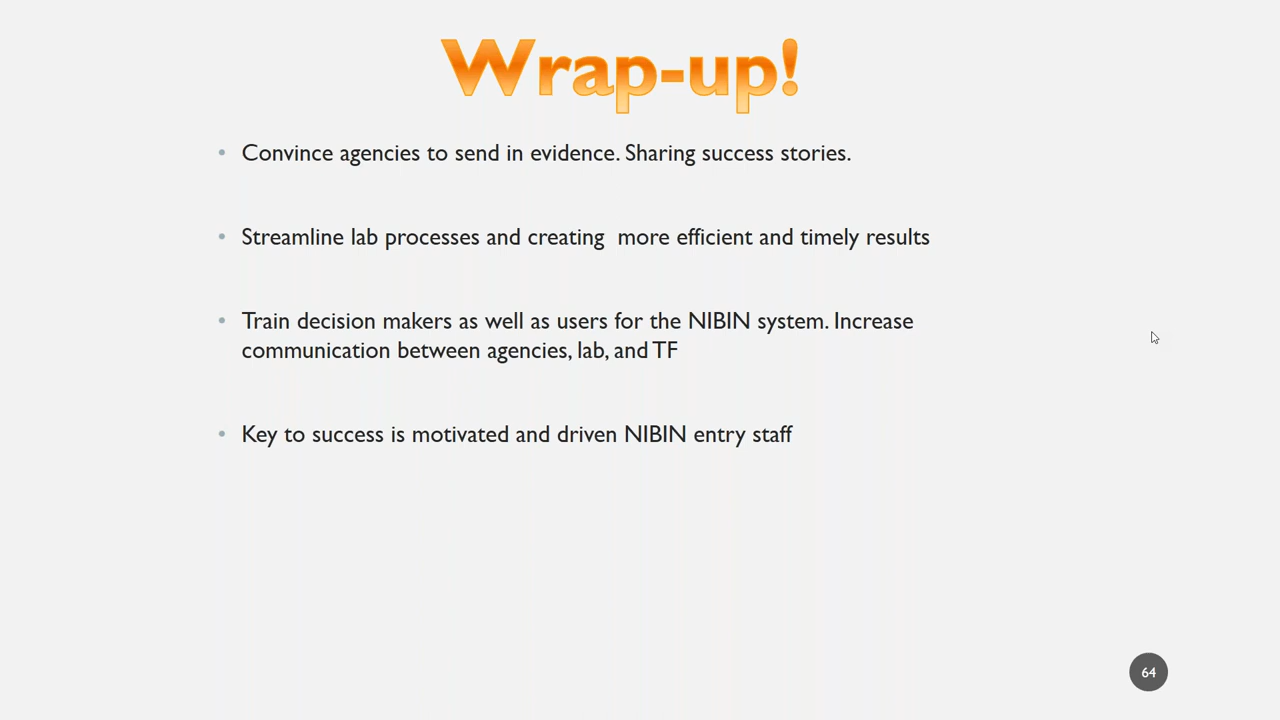 Wrap-up!
• Convince agencies to send in evidence. Sharing success stories.
• Streamline lab processes and creating  more efficient and timely results
• Train decision makers as well as users for the NIBIN system. Increase
communication between agencies, lab, and TF
• Key to success is motivated and driven NIBIN entry staff
64